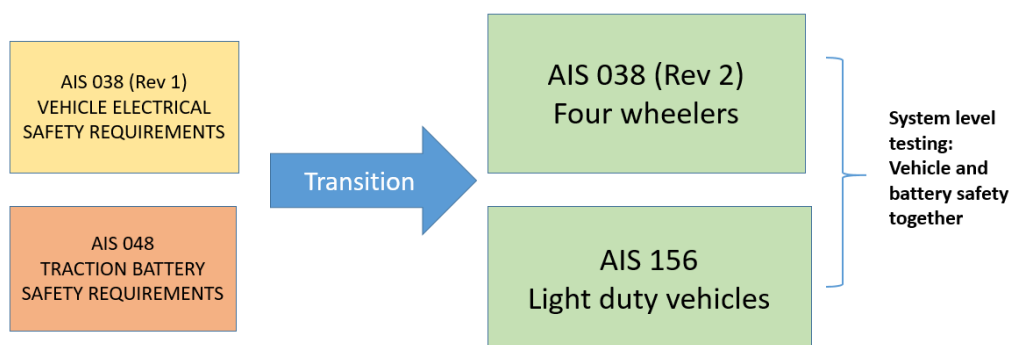 AIS 038 (Rev 1)
VEHICLE ELECTRICAL
SAFETY REQUIREMENTS
AIS 048
TRACTION BATTERY
SAFETY REQUIREMENTS
Transition
AIS 038 (Rev 2)
Four wheelers
AIS 156
Light duty vehicles
System level
testing:
Vehicle and
battery safety
together